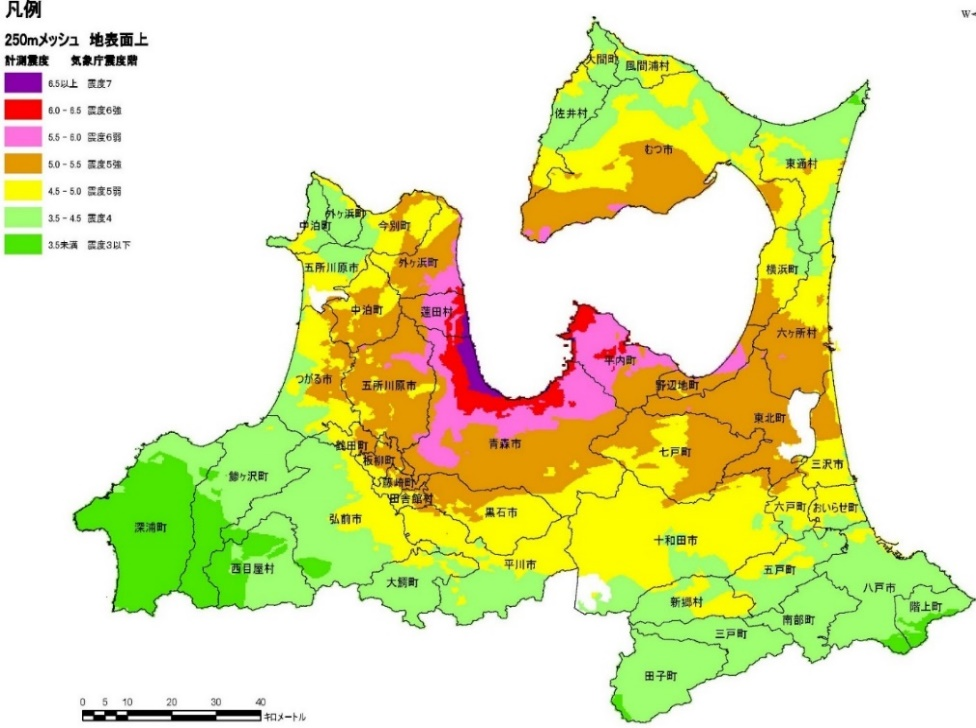 凡例
W
250mメッシュ 地表面上
計測震度 気象庁震度階
6.5以上 震度7
6.0 - 6.5 震度6強
5.5 - 6.0 震度6弱
5.0 - 5.5 震度5強
4.5 - 5.0 震度5弱
3.5 - 4.5 震度4
3.5未満 震度3以下
大間町
風間浦村
佐井村
むつ市
東通村
外ヶ浜町
中泊町
今別町
五所川原市
外ヶ浜町
横浜町
中泊町
蓬田村
六ヶ所村
平内町
つがる市
五所川原市
野辺地町
東北町
青森市
鶴田町
七戸町
板柳町
三沢市
鰺ヶ沢町
藤崎町
田舎館村
六戸町
おいらせ町
黒石市
弘前市
深浦町
十和田市
平川市
五戸町
西目屋村
大鰐町
八戸市
新郷村
階上町
南部町
三戸町
田子町
0 5 10 20 30 40
キロメートル